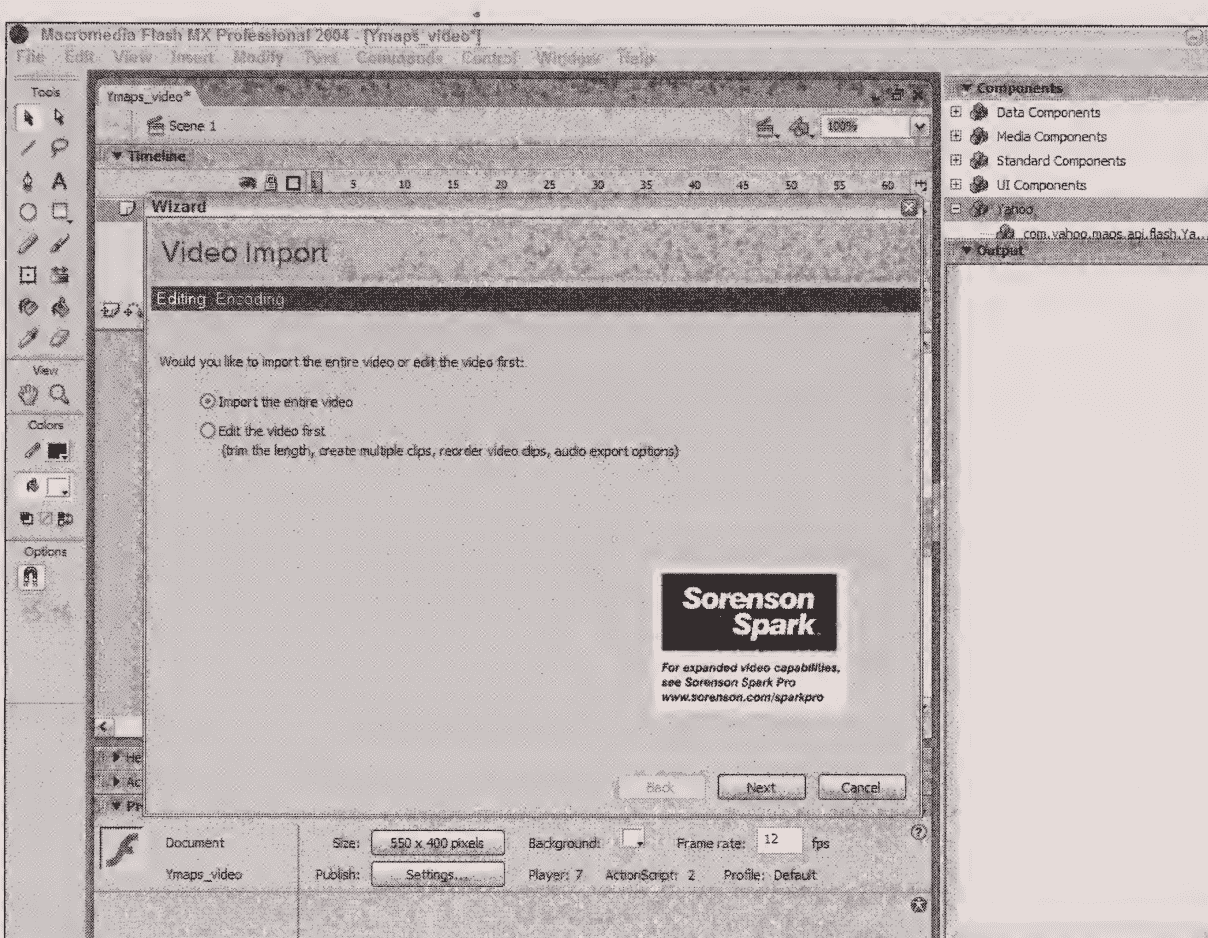 Macromedia Flash MX Professional 2004 - [Ymaps_video*]
File Edit View Insert Modify Text Commands Control Window Help
Tools
Ymaps_video*
Scene 1
100%
Timeline
1 5 10 15 20 25 30 35 40 45 50 55 60
Wizard
Video Import
Editing Encoding
Would you like to import the entire video or edit the video first:
Import the entire video
Edit the video first
(trim the length, create multiple clips, reorder video clips, audio export options)
Sorenson
Spark
For expanded video capabilities,
see Sorenson Spark Pro
www.sorenson.com/sparkpro
Back Next Cancel
View
Colors
Options
Components
Data Components
Media Components
Standard Components
UI Components
Yahoo
com.yahoo.maps.api.flash.Ya...
Output
He
Ac
Pr
Document
Ymaps_video
Size: 550 x 400 pixels Background: Frame rate: 12 fps
Publish: Settings... Player: 7 ActionScript: 2 Profile: Default